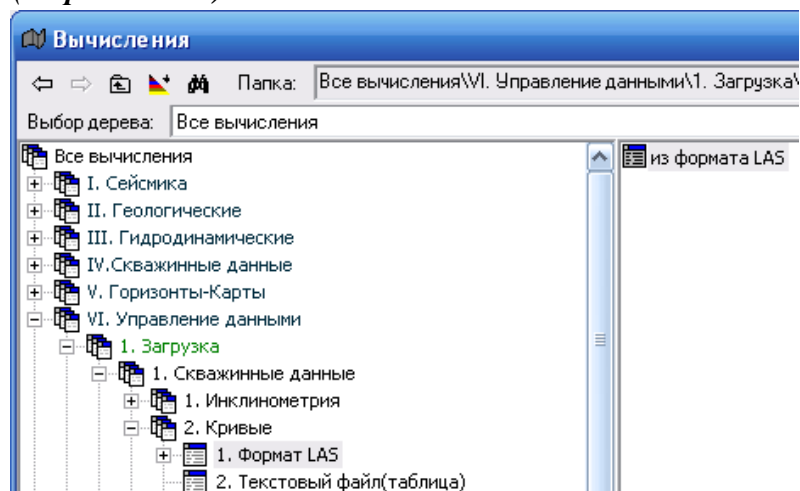 Вычисления
Папка: Все вычисления\VI. Управление данными\1. Загрузка\
Выбор дерева: Все вычисления
Все вычисления
I. Сейсмика
II. Геологические
III. Гидродинамические
IV.Скважинные данные
V. Горизонты-Карты
VI. Управление данными
1. Загрузка
1. Скважинные данные
1. Инклинометрия
2. Кривые
1. Формат LAS
2. Текстовый файл(таблица)
из формата LAS